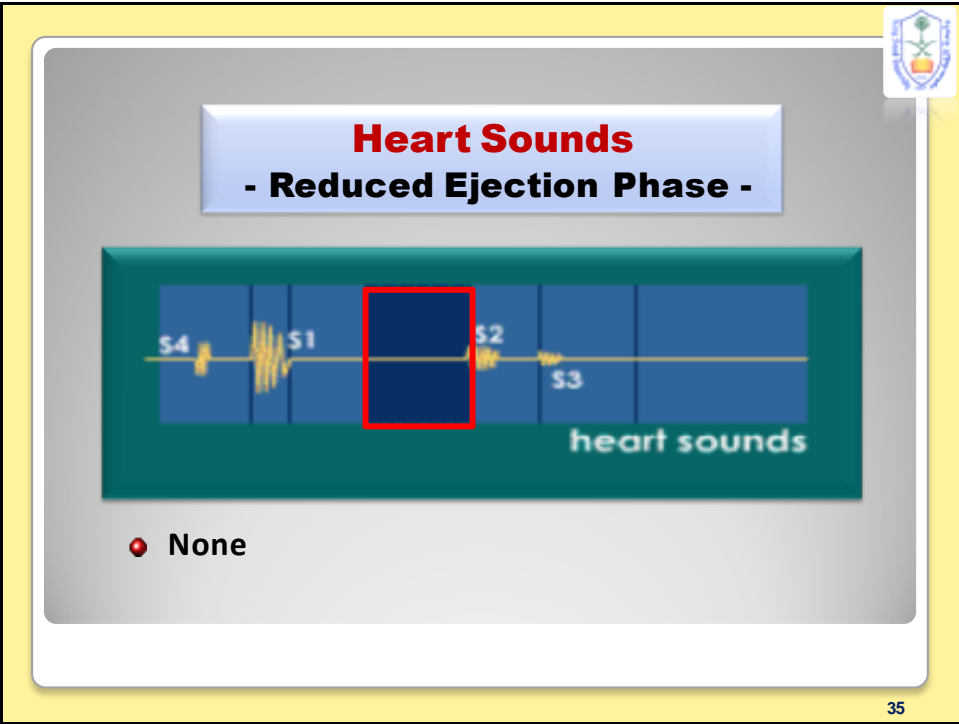 Heart Sounds
- Reduced Ejection Phase -
S4
S1
S2
S3
heart sounds
None
35